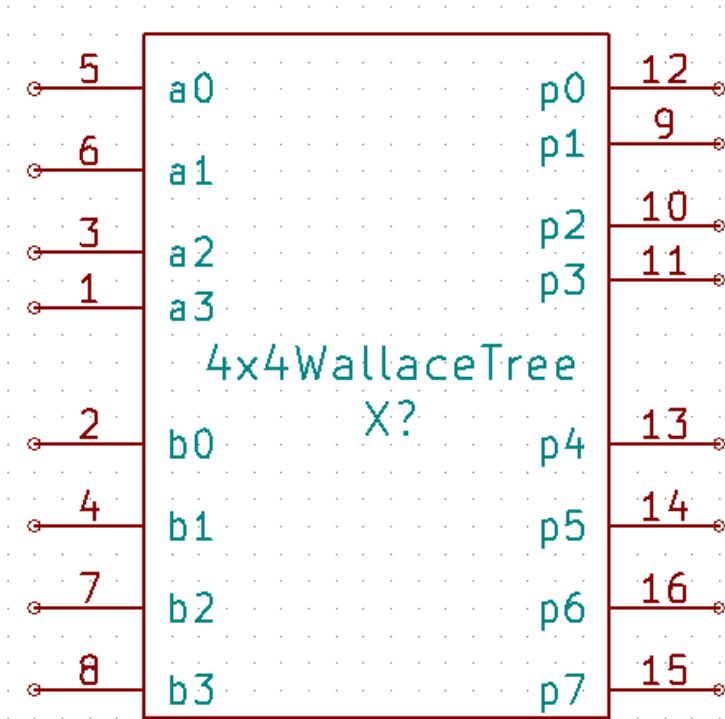 5 a0 p0 12
p1 9
6 a1
p2 10
3 a2
p3 11
1 a3
4x4WallaceTree
X?
2 b0 p4 13
4 b1 p5 14
7 b2 p6 16
8 b3 p7 15